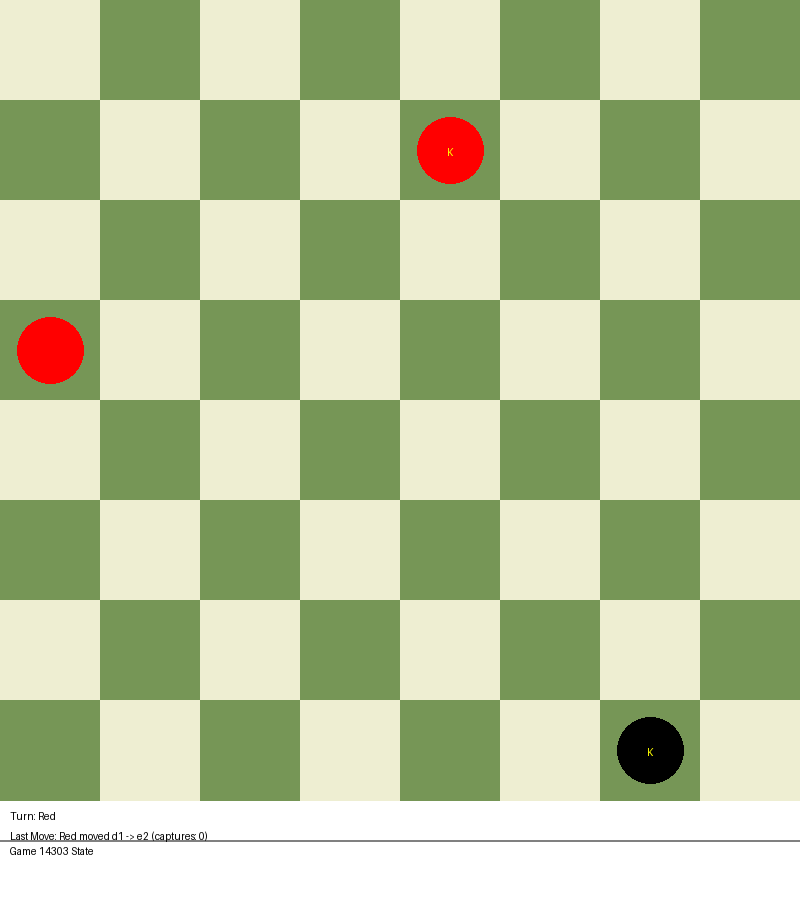 K
K
Turn: Red
Last Move: Red moved d1 -> e2 (captures: 0)
Game 14303 State